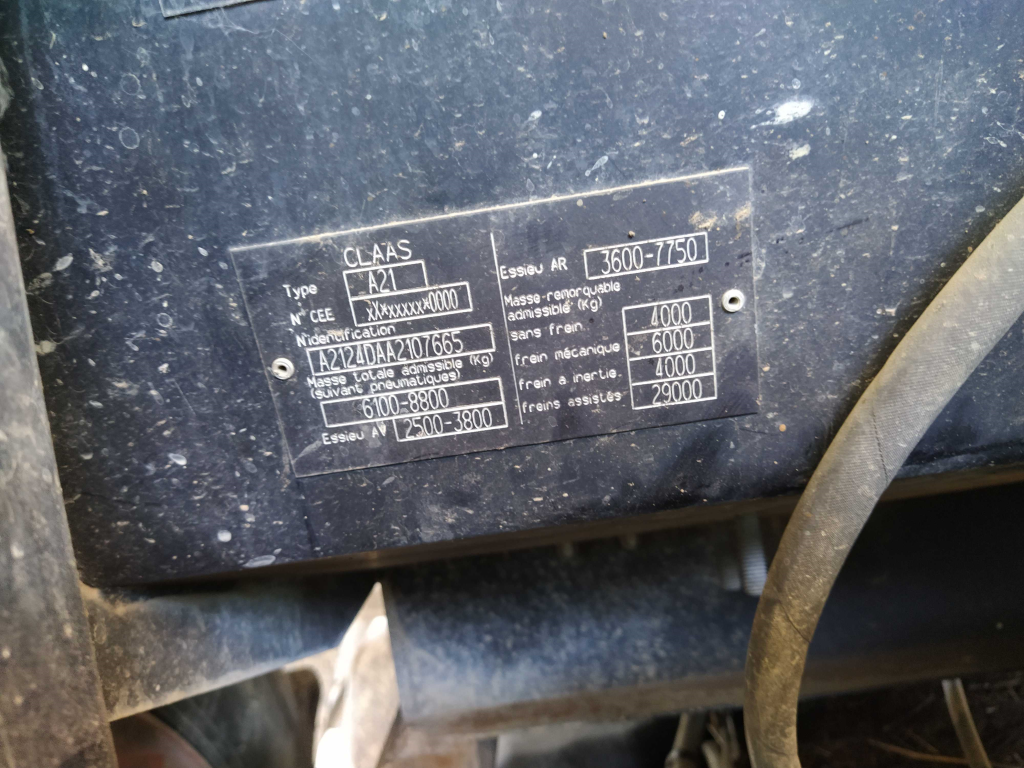 CLAAS
Type A21
N° CEE xX*xxxxx*0000
N'identification
A2124DAA2107665
Masse totale admissible (Kg)
(suivant pneumatiques)
6100-8800
Essieu AV 2500-3800
Essieu AR 3600-7750
Masse-remorquable
admissible (Kg)
sans frein. 4000
frein mécanique 6000
frein a inertie. 4000
freins assistés 29000